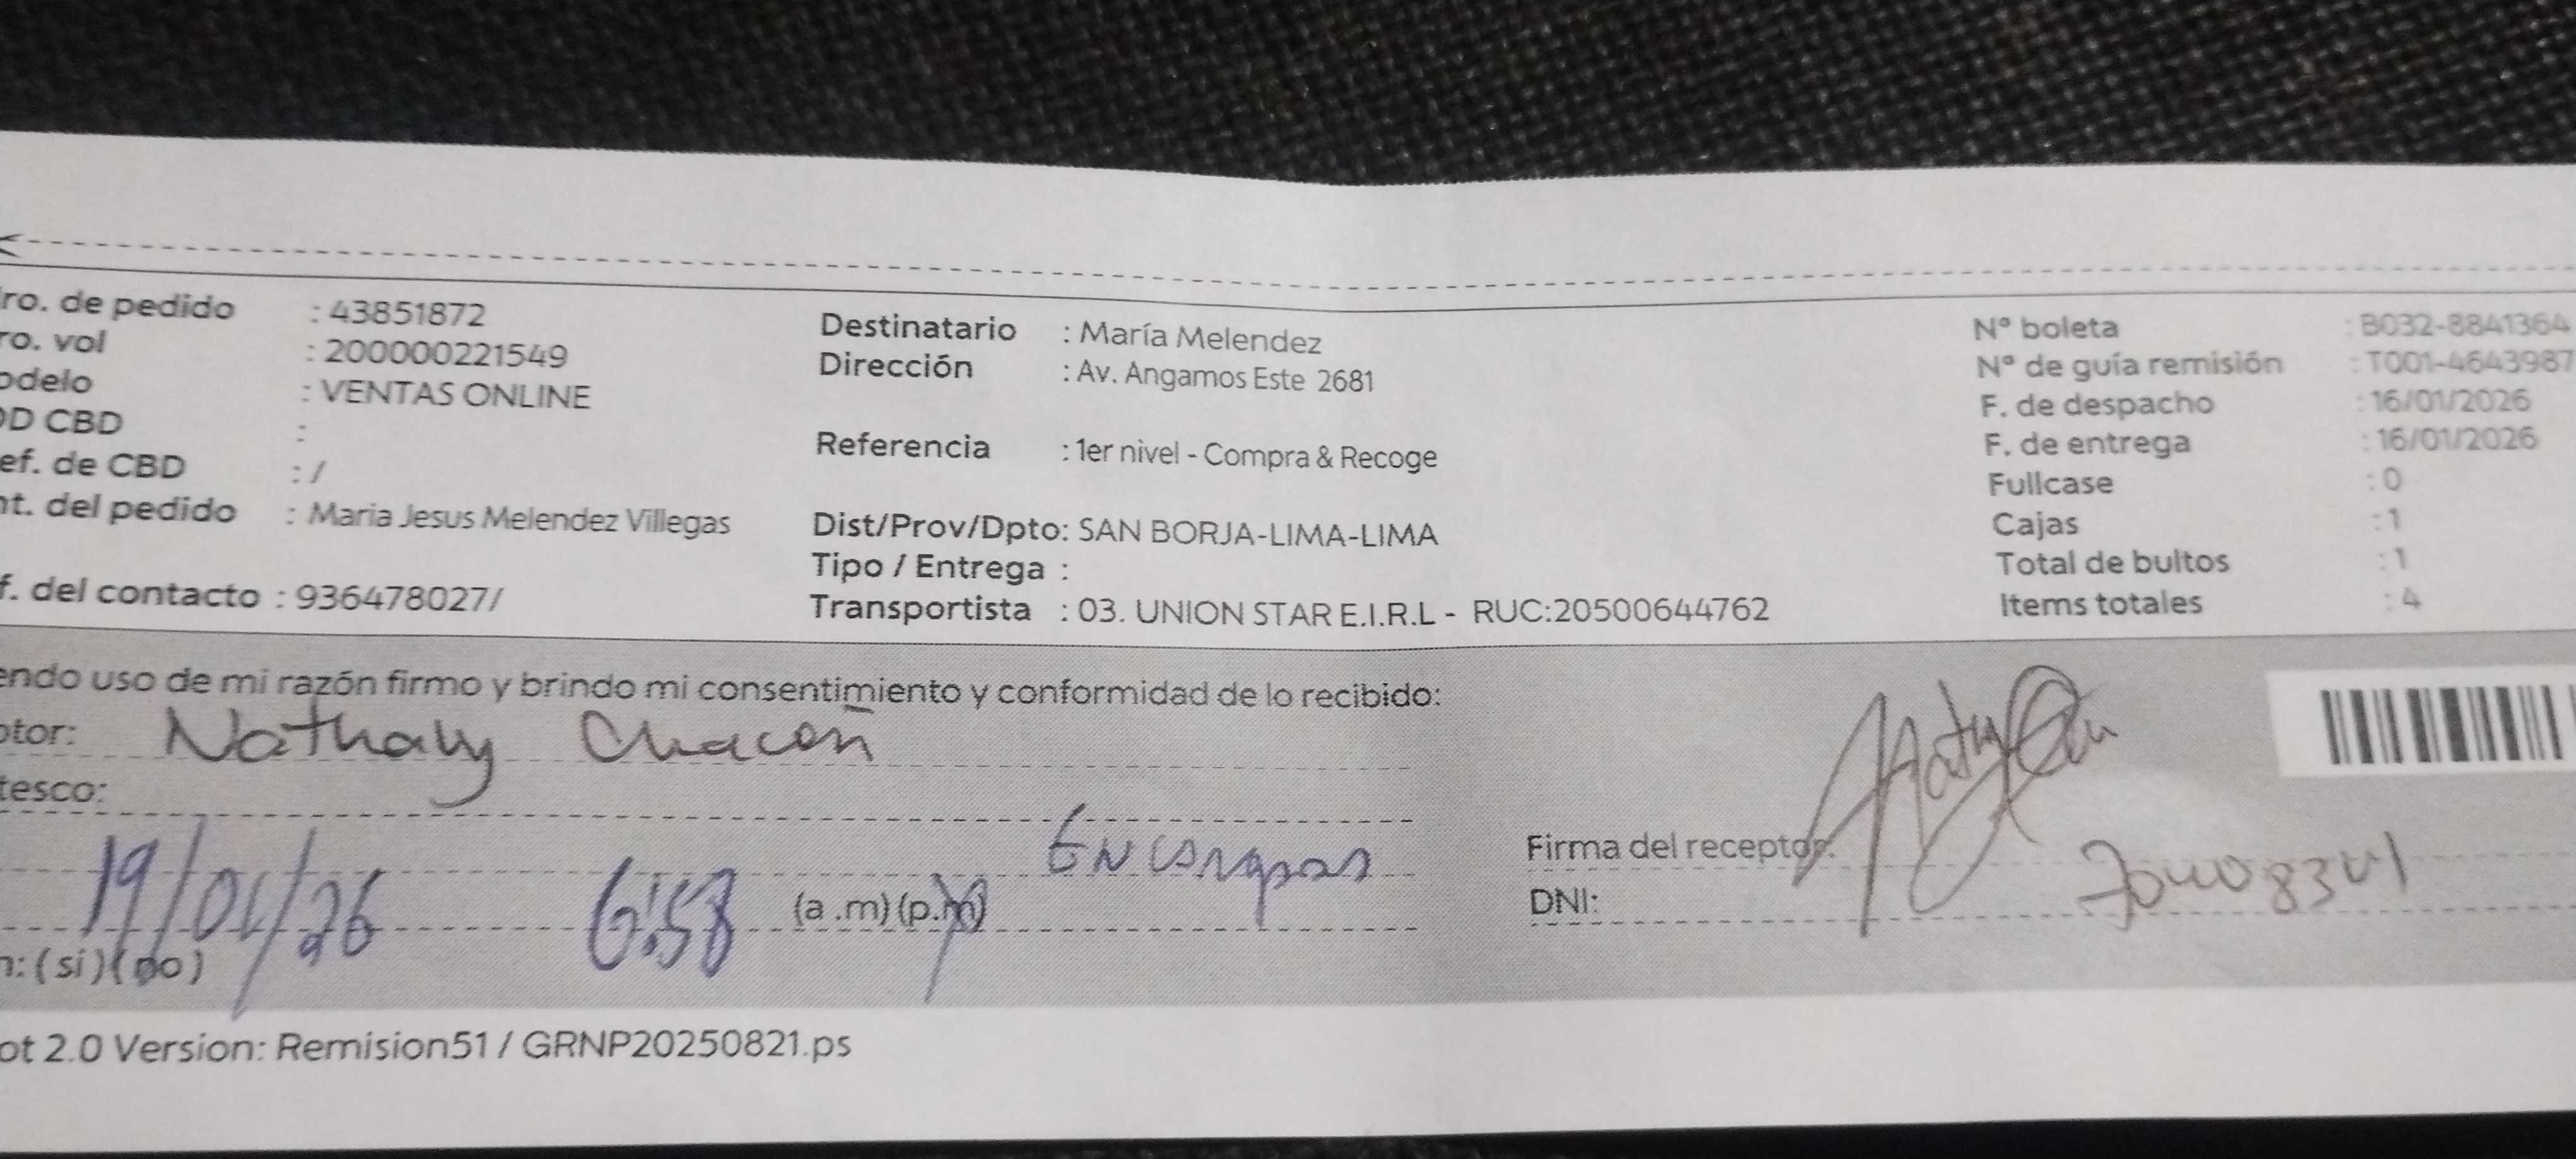 ro. de pedido : 43851872
ro. vol : 200000221549
odelo : VENTAS ONLINE
OD CBD :
ef. de CBD : /
nt. del pedido : Maria Jesus Melendez Villegas
f. del contacto : 936478027/
Destinatario : María Melendez
Dirección : Av. Angamos Este 2681
Referencia : 1er nivel - Compra & Recoge
Dist/Prov/Dpto: SAN BORJA-LIMA-LIMA
Tipo / Entrega :
Transportista : 03. UNION STAR E.I.R.L - RUC:20500644762
N° boleta : B032-8841364
N° de guía remisión : T001-4643987
F. de despacho : 16/01/2026
F. de entrega : 16/01/2026
Fullcase : 0
Cajas : 1
Total de bultos : 1
Items totales : 4
endo uso de mi razón firmo y brindo mi consentimiento y conformidad de lo recibido:
ptor: Nathaly Chacon
tesco:
19/01/26 6:58 (a .m)(p.m)
n: (si)(no)
Firma del receptor:
DNI:
ot 2.0 Version: Remision51 / GRNP20250821.ps